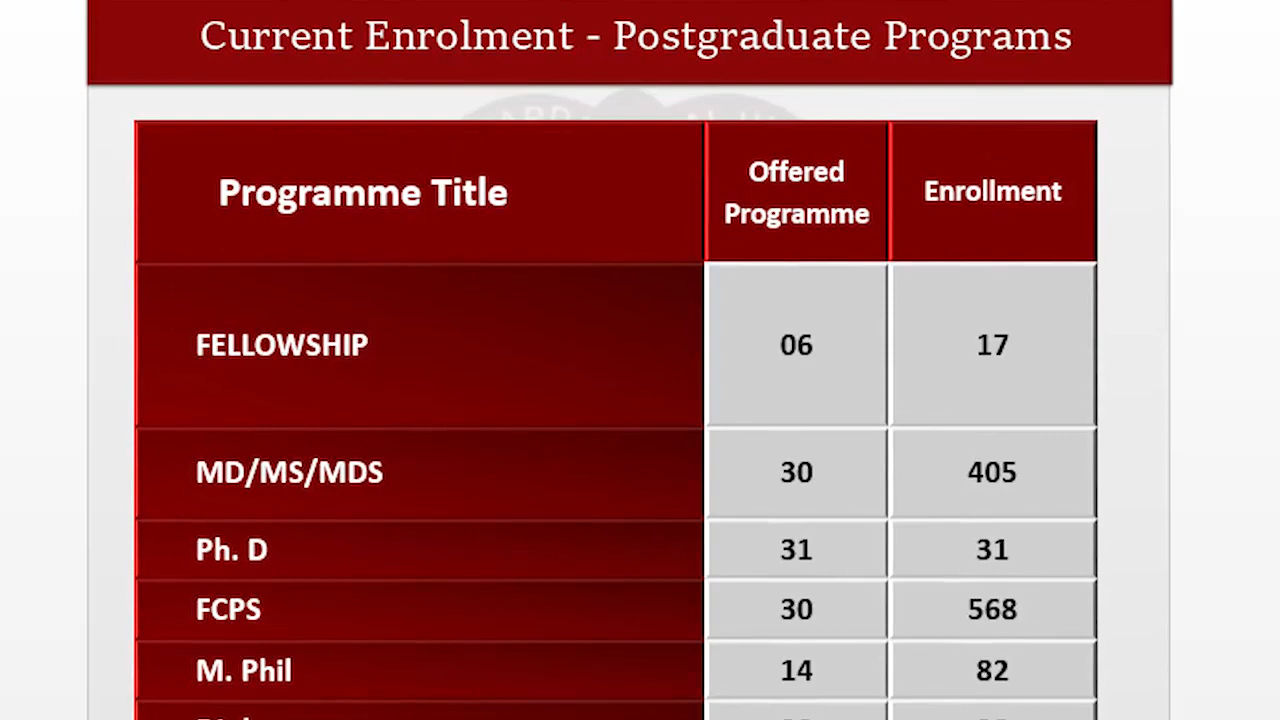 Current Enrolment - Postgraduate Programs
Programme Title
Offered
Programme
Enrollment
FELLOWSHIP 06 17
MD/MS/MDS 30 405
Ph. D 31 31
FCPS 30 568
M. Phil 14 82